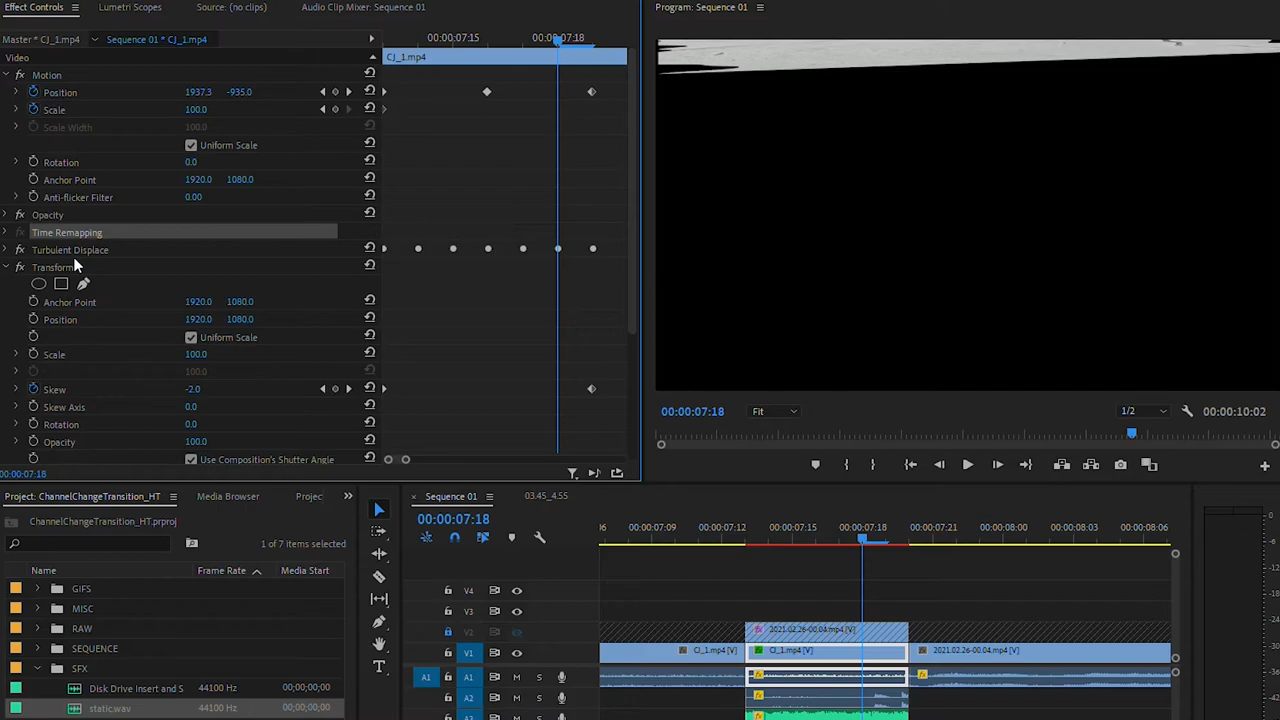 Effect Controls
Lumetri Scopes
Source: (no clips)
Audio Clip Mixer: Sequence 01
Program: Sequence 01
Master * CJ_1.mp4
Sequence 01 * CJ_1.mp4
00:00:07:15
00:00:07:18
Video
CJ_1.mp4
Motion
Position 1937.3 -935.0
Scale 100.0
Scale Width 100.0
Uniform Scale
Rotation 0.0
Anchor Point 1920.0 1080.0
Anti-flicker Filter 0.00
Opacity
Time Remapping
Turbulent Displace
Transform
Anchor Point 1920.0 1080.0
Position 1920.0 1080.0
Uniform Scale
Scale 100.0
100.0
Skew -2.0
Skew Axis 0.0
Rotation 0.0
Opacity 100.0
Use Composition's Shutter Angle
00:00:07:18
00:00:07:18
Fit
1/2
00:00:10:02
Project: ChannelChangeTransition_HT
Media Browser
Projec
ChannelChangeTransition_HT.prproj
1 of 7 items selected
Name
Frame Rate
Media Start
GIFS
MISC
RAW
SEQUENCE
SFX
Disk Drive Insert and S 44100 Hz 00;00;00;00
static.wav 44100 Hz 00;00;00;00
Sequence 01
03.45_4.55
00:00:07:18
06
00:00:07:09
00:00:07:12
00:00:07:15
00:00:07:18
00:00:07:21
00:00:08:00
00:00:08:03
00:00:08:06
V4
V3
V2
2021.02.26-00.04.mp4 [V]
V1
CJ_1.mp4 [V]
CJ_1.mp4 [V]
2021.02.26-00.04.mp4 [V]
A1 A1 M S
A2 M S
0
-6
-12
-18